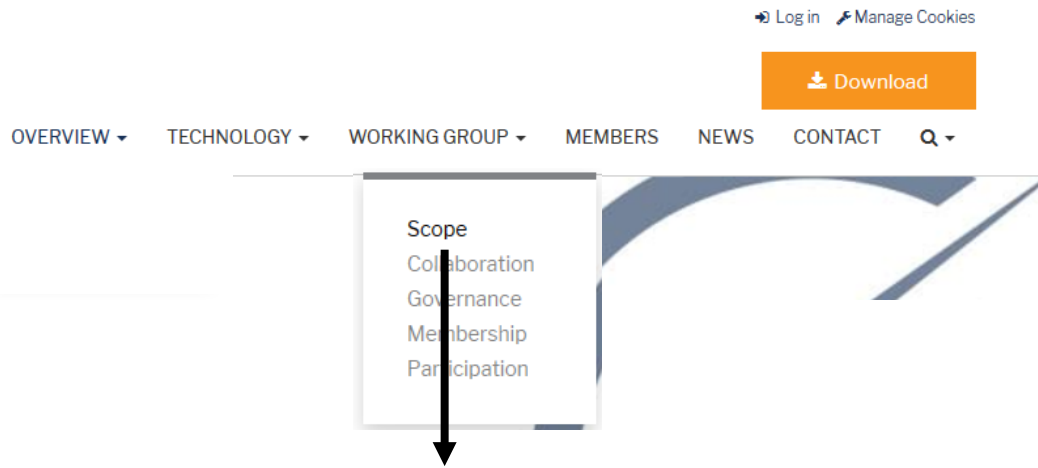 Log in Manage Cookies
Download
OVERVIEW TECHNOLOGY WORKING GROUP MEMBERS NEWS CONTACT
Scope
Collaboration
Governance
Membership
Participation